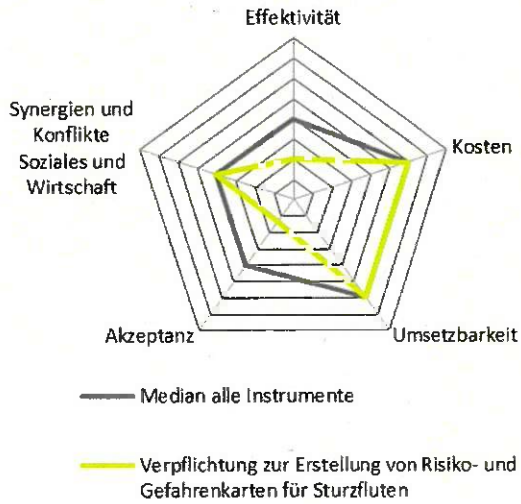 Effektivität
Synergien und
Konflikte
Soziales und
Wirtschaft
Kosten
Akzeptanz
Umsetzbarkeit
Median alle Instrumente
Verpflichtung zur Erstellung von Risiko- und
Gefahrenkarten für Sturzfluten